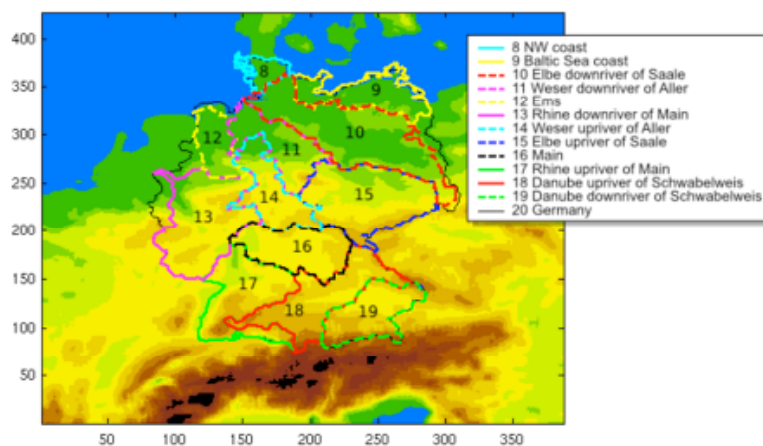 400
350
300
250
200
150
100
50
50 100 150 200 250 300 350
8
9
10
11
12
13
14
15
16
17
18
19
8 NW coast
9 Baltic Sea coast
10 Elbe downriver of Saale
11 Weser downriver of Aller
12 Ems
13 Rhine downriver of Main
14 Weser upriver of Aller
15 Elbe upriver of Saale
16 Main
17 Rhine upriver of Main
18 Danube upriver of Schwabelweis
19 Danube downriver of Schwabelweis
20 Germany